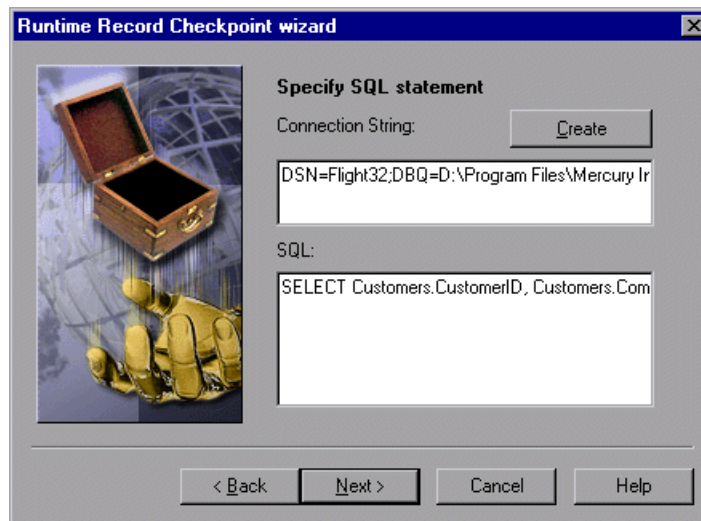 Runtime Record Checkpoint wizard
Specify SQL statement
Connection String:
Create
DSN=Flight32;DBQ=D:\Program Files\Mercury Ir
SQL:
SELECT Customers.CustomerID, Customers.Com
< Back
Next >
Cancel
Help